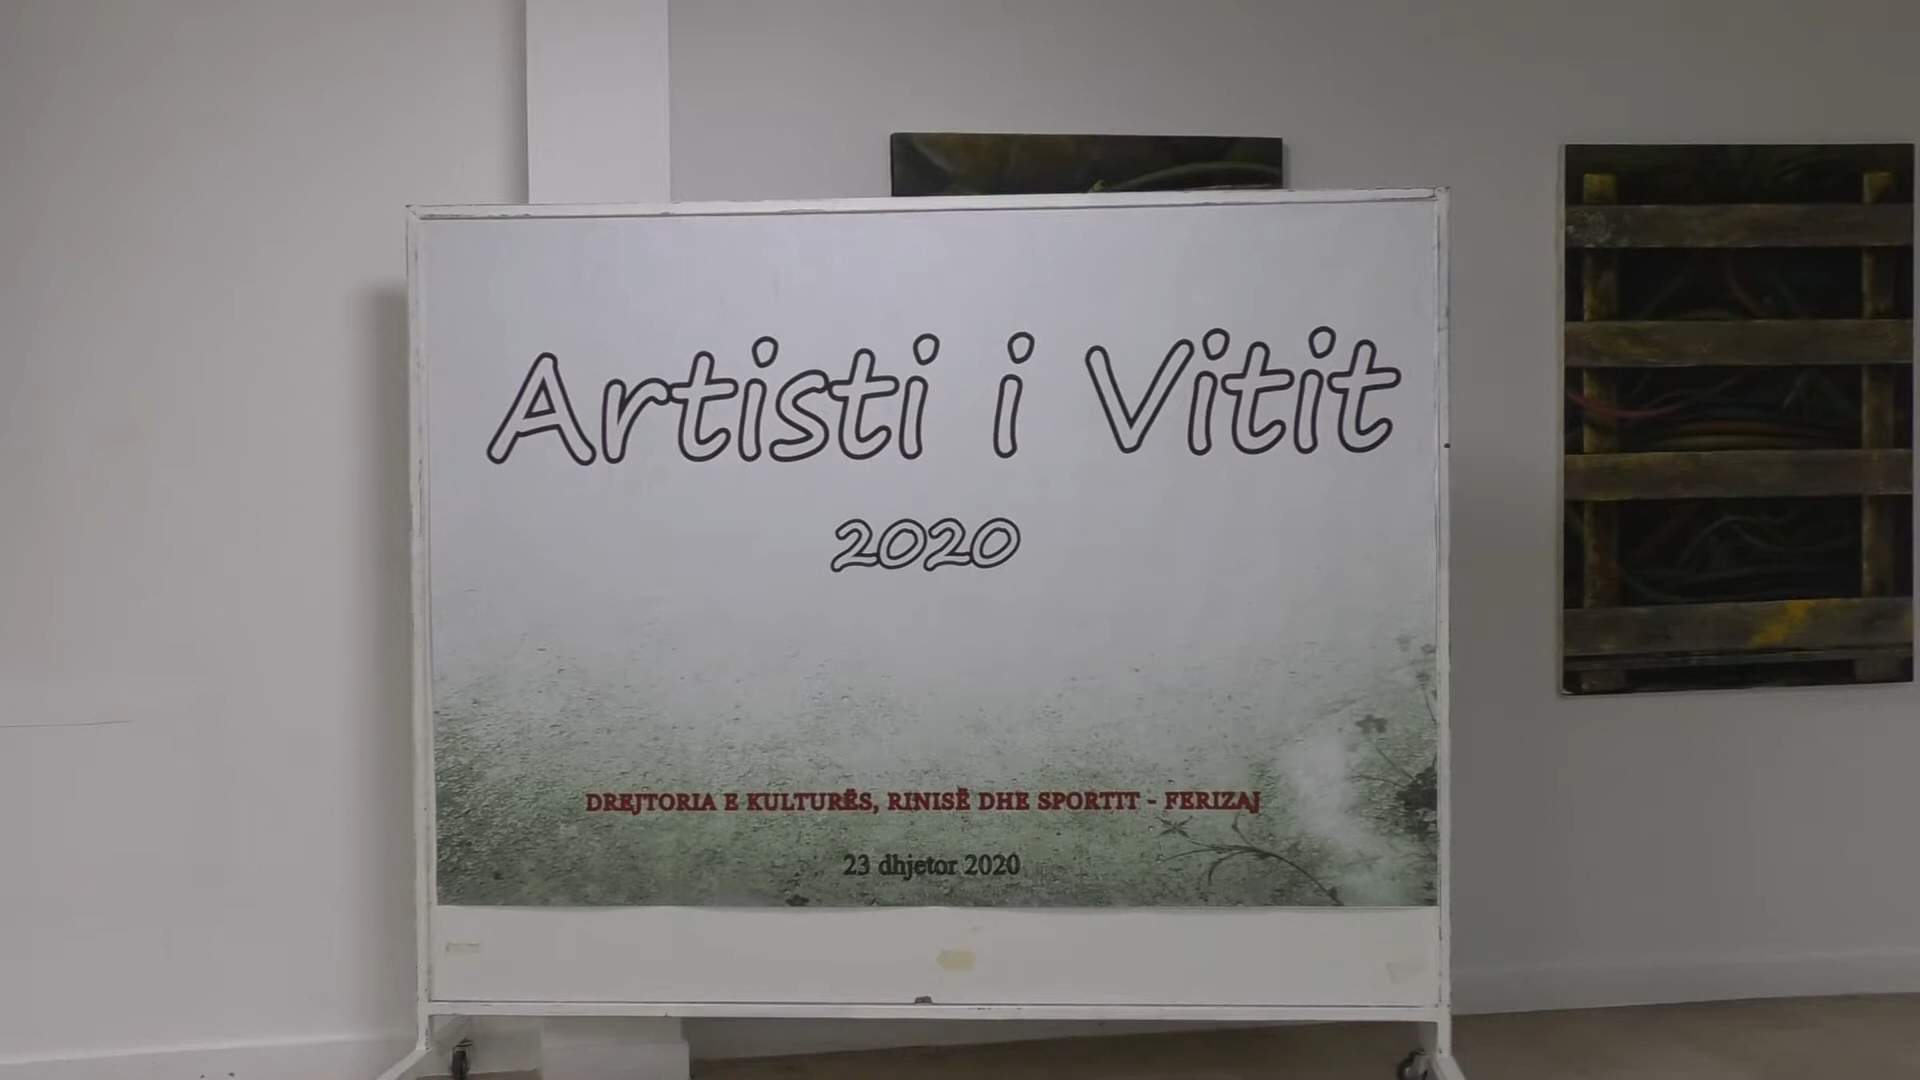 Artisti i Vitit
2020
DREJTORIA E KULTURËS, RINISË DHE SPORTIT - FERIZAJ
23 dhjetor 2020